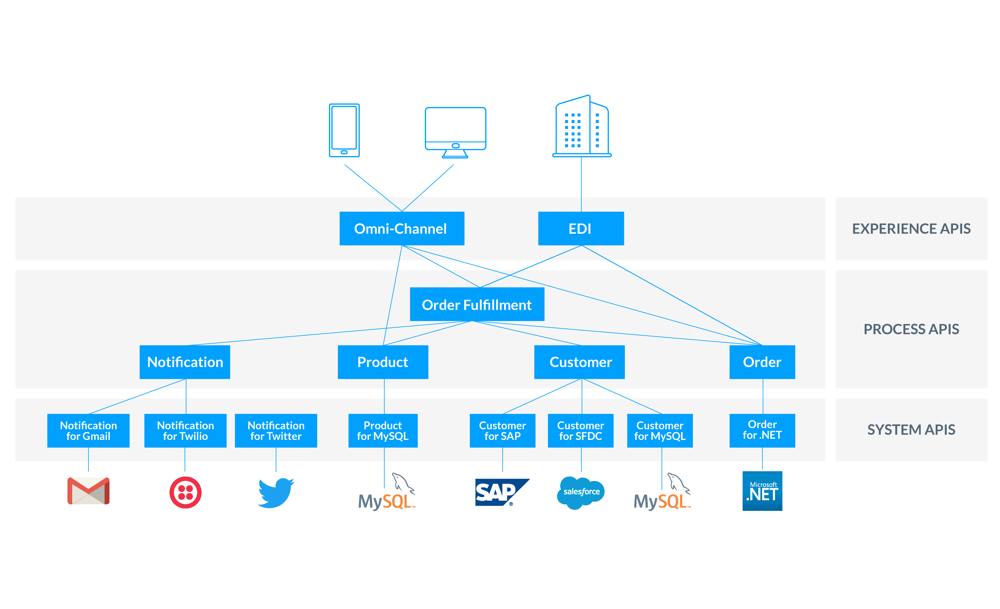 Omni-Channel
EDI
EXPERIENCE APIS
Order Fulfillment
PROCESS APIS
Notification
Product
Customer
Order
Notification
for Gmail
Notification
for Twilio
Notification
for Twitter
Product
for MySQL
Customer
for SAP
Customer
for SFDC
Customer
for MySQL
Order
for .NET
SYSTEM APIS
MySQL™
SAP®
salesforce
MySQL™
Microsoft
.NET